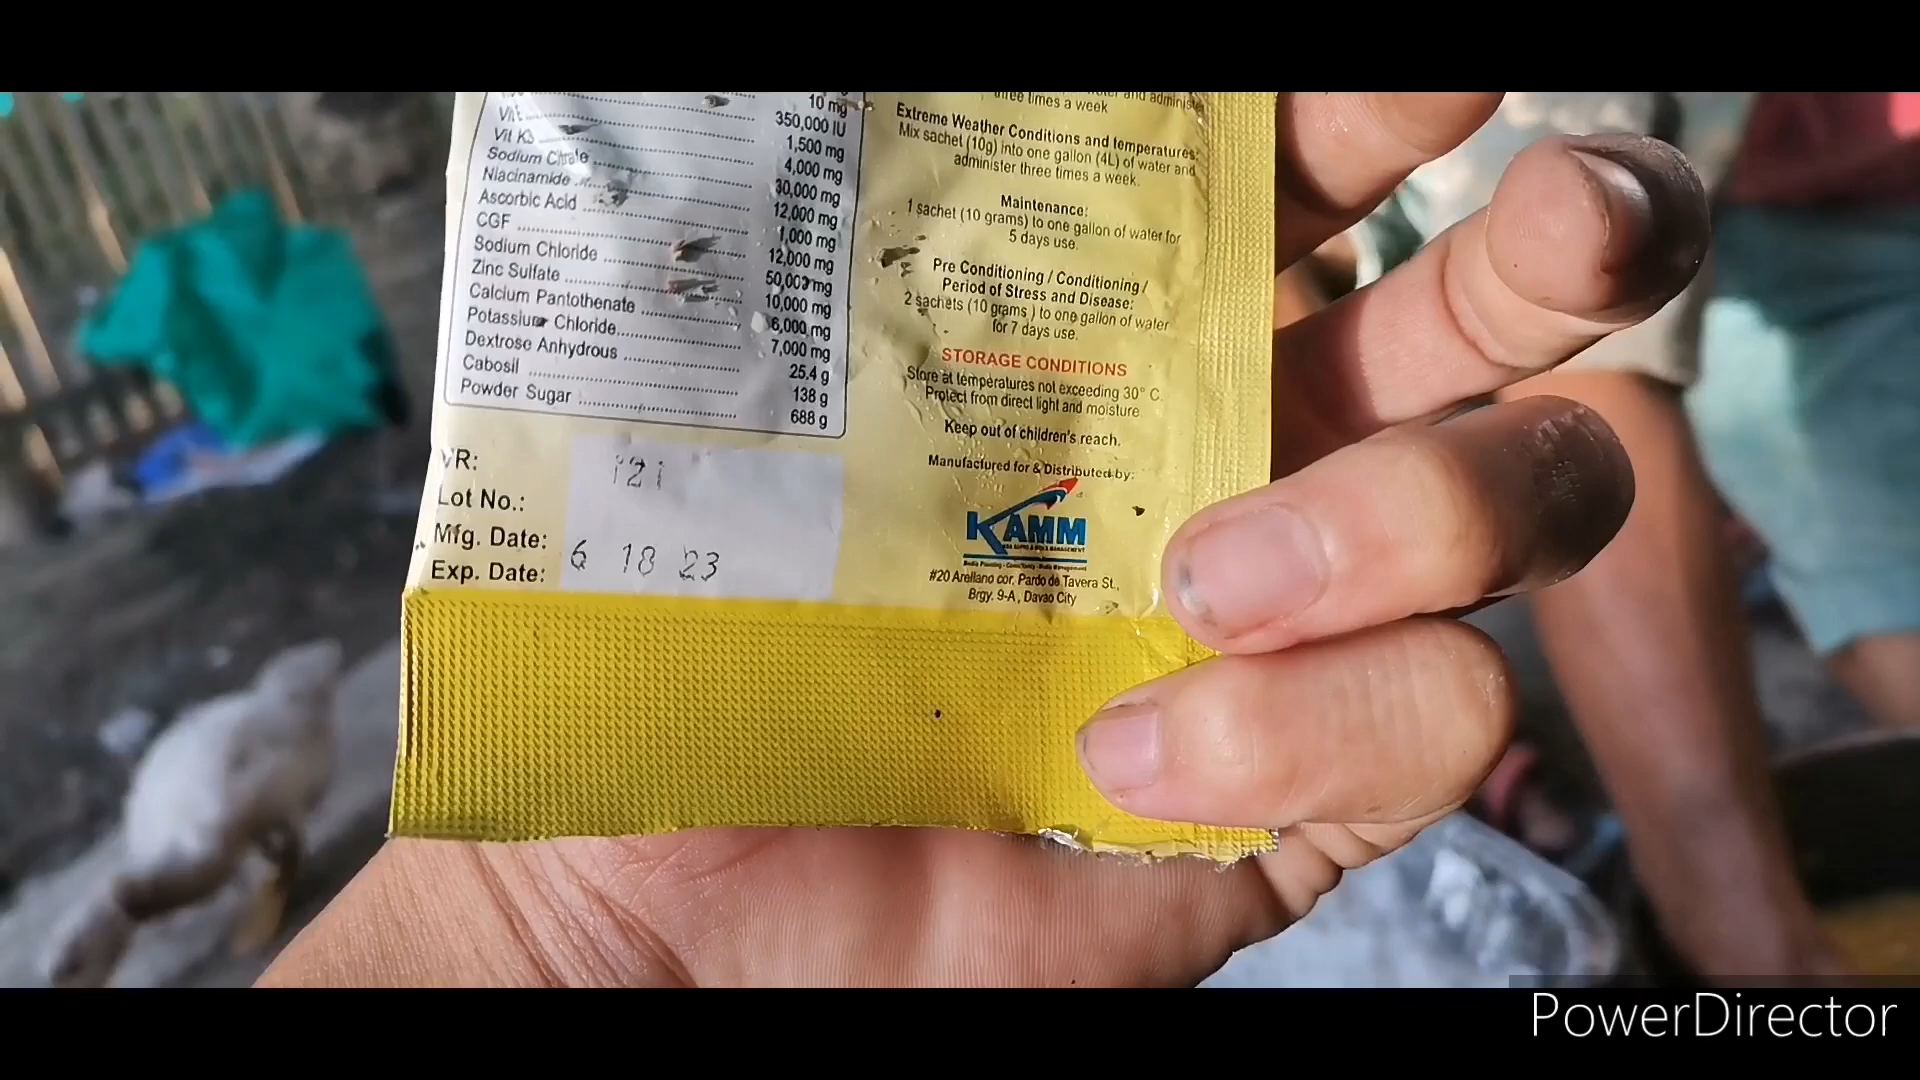 10 mg
Vit E 350,000 IU
Vit K3 1,500 mg
Sodium Citrate 4,000 mg
Niacinamide 30,000 mg
Ascorbic Acid 12,000 mg
CGF 1,000 mg
Sodium Chloride 12,000 mg
Zinc Sulfate 50,003 mg
Calcium Pantothenate 10,000 mg
Potassium Chloride 6,000 mg
Dextrose Anhydrous 7,000 mg
Cabosil 25.4 g
Powder Sugar 138 g
688 g
VR:
121
Lot No.:
Mfg. Date:
Exp. Date: 6 18 23
and administer
three times a week
Extreme Weather Conditions and temperatures:
Mix sachet (10g) into one gallon (4L) of water and
administer three times a week.
Maintenance:
1 sachet (10 grams) to one gallon of water for
5 days use.
Pre Conditioning / Conditioning /
Period of Stress and Disease:
2 sachets (10 grams ) to one gallon of water
for 7 days use.
STORAGE CONDITIONS
Store at temperatures not exceeding 30° C.
Protect from direct light and moisture
Keep out of children's reach.
Manufactured for & Distributed by:
KAMM
#20 Arellano cor. Pardo de Tavera St.,
Brgy. 9-A, Davao City
PowerDirector